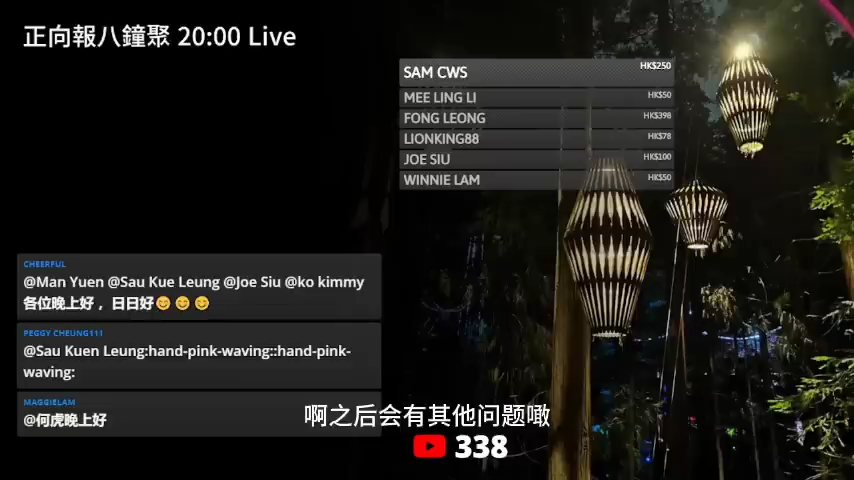 正向報八鐘聚 20:00 Live
SAM CWS HK$250
MEE LING LI HK$50
FONG LEONG HK$398
LIONKING88 HK$78
JOE SIU HK$100
WINNIE LAM HK$50
CHEERFUL
@Man Yuen @Sau Kue Leung @Joe Siu @ko kimmy
各位晚上好，日日好😊😊😊
PEGGY CHEUNG111
@Sau Kuen Leung:hand-pink-waving::hand-pink-
waving:
MAGGIELAM
@何虎晚上好
啊之后会有其他问题噉
338